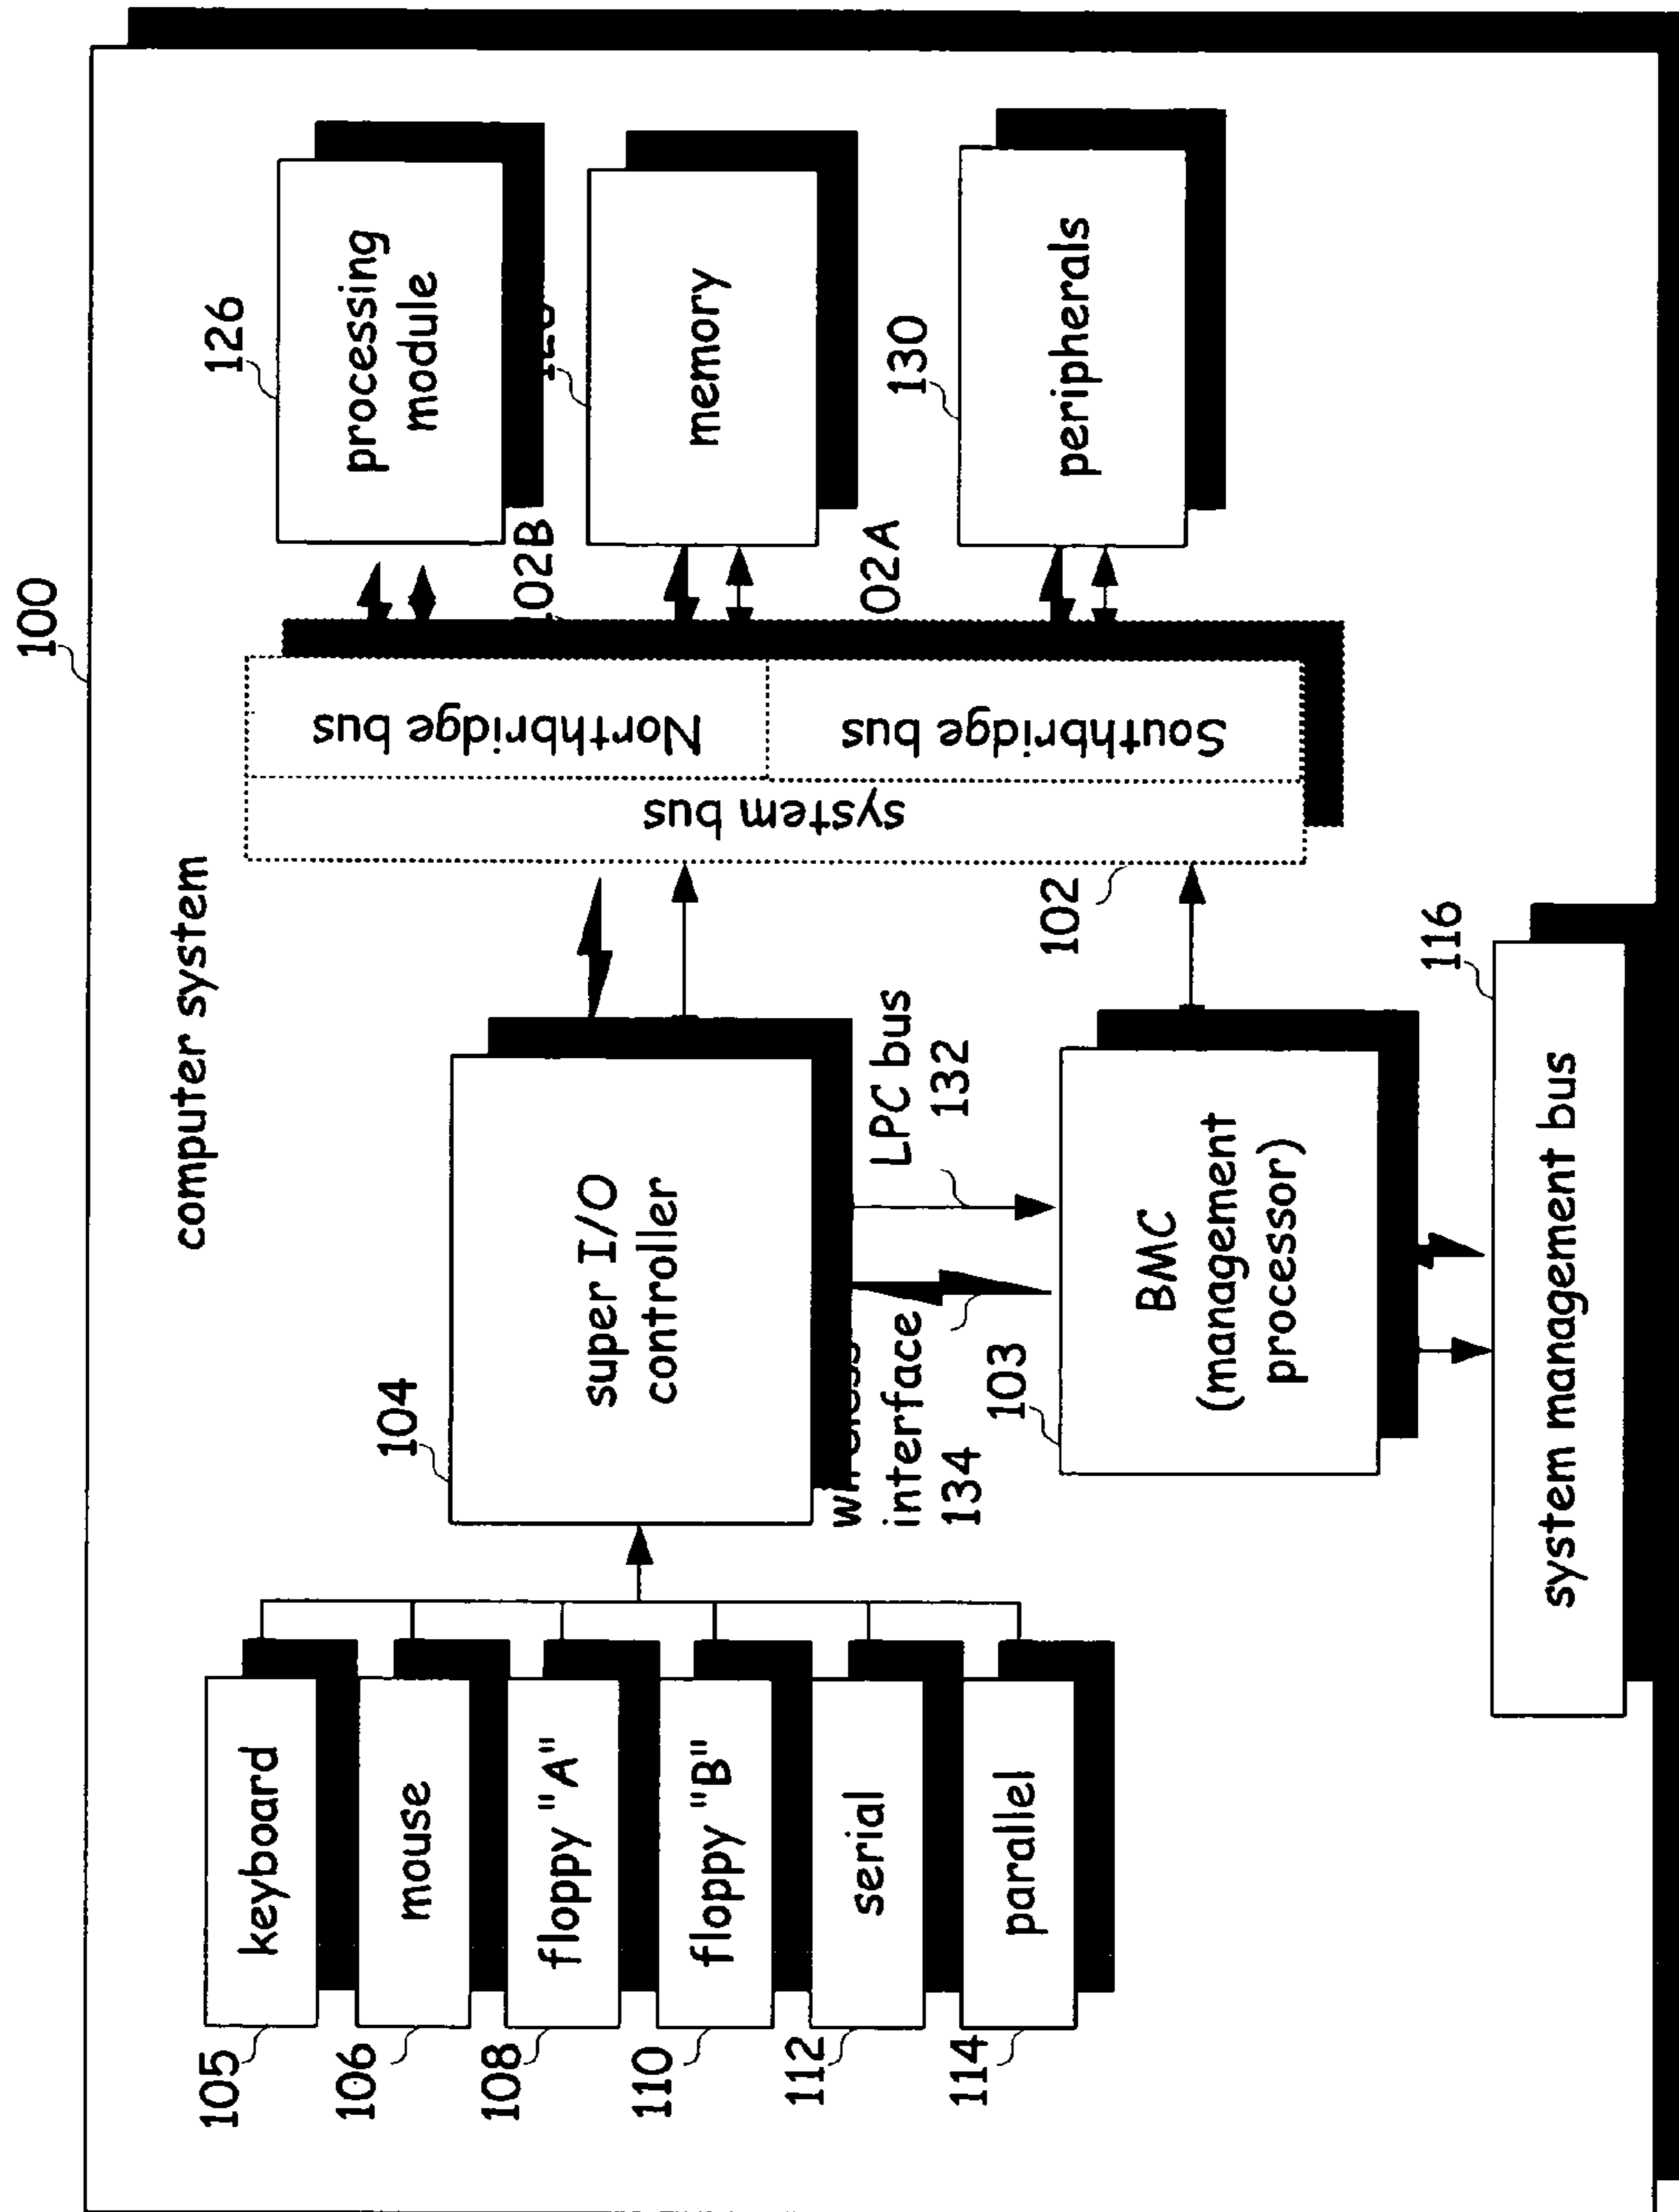 100
computer system
105
keyboard
106
mouse
108
floppy "A"
110
floppy "B"
112
serial
114
parallel
104
super I/O
controller
interface
134
LPC bus
132
103
BMC
(management
processor)
116
system management bus
102
system bus
Northbridge bus
Southbridge bus
102B
02A
126
processing
module
memory
130
peripherals